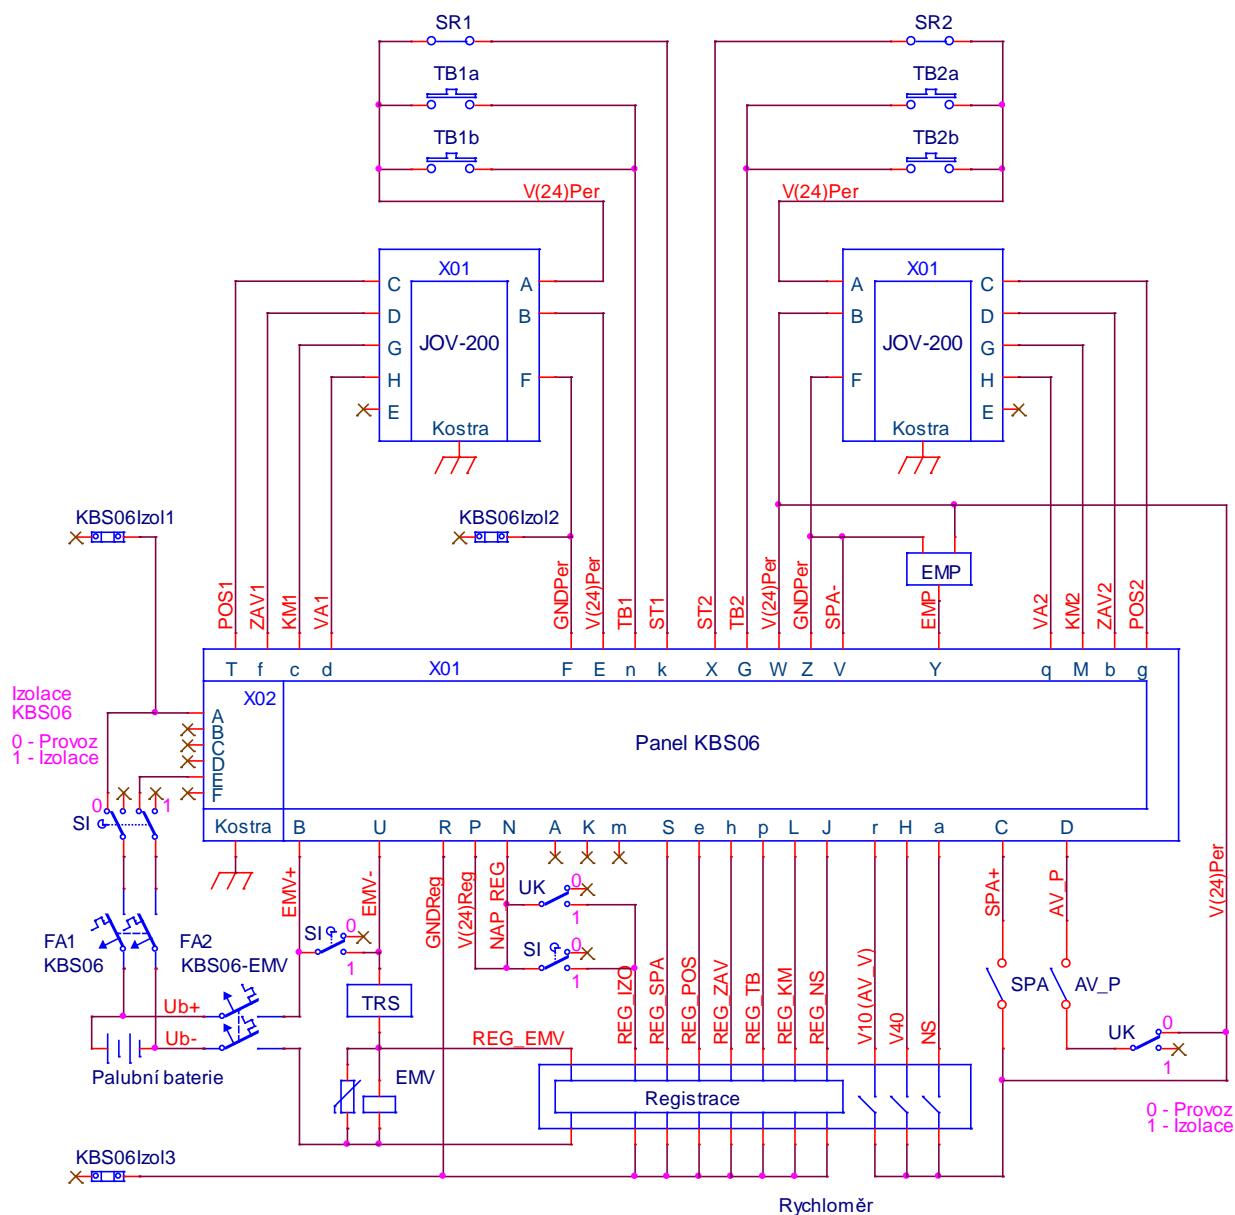 SR1
SR2
TB1a
TB2a
TB1b
TB2b
V(24)Per
V(24)Per
X01
X01
C
A
A
C
D
B
B
D
G
JOV-200
JOV-200
G
H
F
F
H
E
E
Kostra
Kostra
KBS06Izol1
KBS06Izol2
EMP
POS1
ZAV1
KM1
VA1
GNDPer
V(24)Per
TB1
ST1
ST2
TB2
V(24)Per
GNDPer
SPA-
EMP
VA2
KM2
ZAV2
POS2
T f c d
X01
F E n k X G W Z V Y q M b g
Izolace
KBS06
0 - Provoz
1 - Izolace
X02
A
B
C
D
E
F
Panel KBS06
0
1
SI
Kostra
B U R P N A K m S e h p L J r H a C D
EMV+
EMV-
GNDReg
V(24)Reg
NAP_REG
UK
0
1
SI
0
1
SI
0
1
REG_IZO
REG_SPA
REG_POS
REG_ZAV
REG_TB
REG_KM
REG_NS
V10 (AV_V)
V40
NS
SPA+
AV_P
V(24)Per
FA1
KBS06
FA2
KBS06-EMV
TRS
SPA
AV_P
Ub+
Ub-
REG_EMV
UK
0
1
Palubní baterie
EMV
Registrace
0 - Provoz
1 - Izolace
KBS06Izol3
Rychloměr